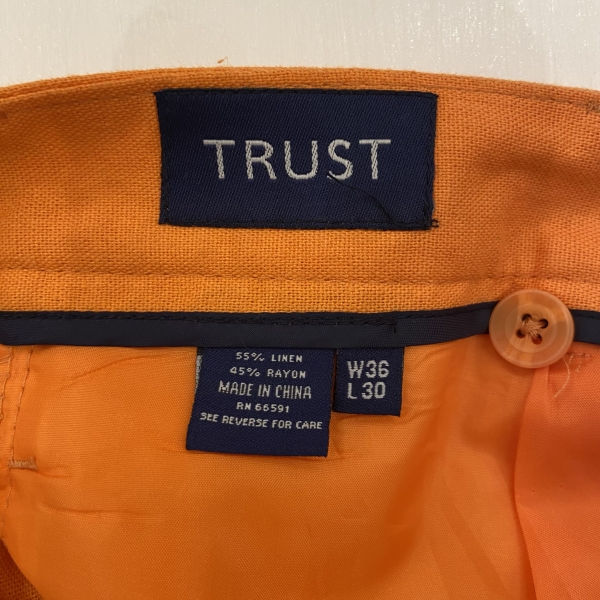 TRUST
55% LINEN
45% RAYON
MADE IN CHINA
RN 66591
SEE REVERSE FOR CARE
W36
L30